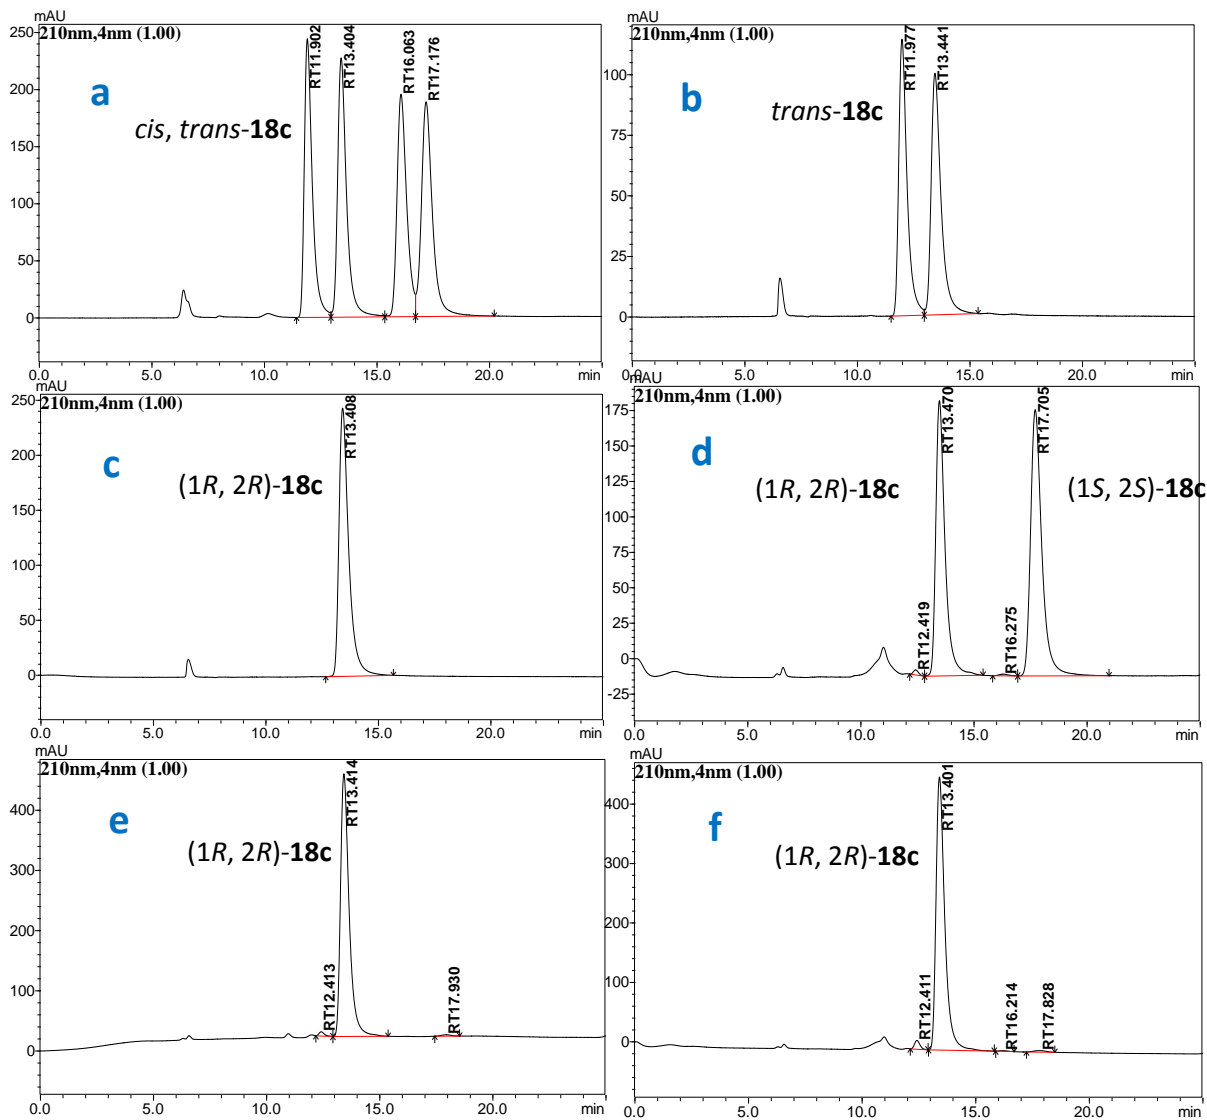 mAU
210nm,4nm (1.00)
a
cis, trans-18c
RT11.902
RT13.404
RT16.063
RT17.176
250
200
150
100
50
0
0.0 5.0 10.0 15.0 20.0 min
mAU
210nm,4nm (1.00)
b
trans-18c
RT11.977
RT13.441
100
75
50
25
0
0.0 5.0 10.0 15.0 20.0 min
mAU
210nm,4nm (1.00)
c
(1R, 2R)-18c
RT13.408
250
200
150
100
50
0
0.0 5.0 10.0 15.0 20.0 min
mAU
210nm,4nm (1.00)
d
(1R, 2R)-18c
(1S, 2S)-18c
RT12.419
RT13.470
RT16.275
RT17.705
175
150
125
100
75
50
25
0
-25
0.0 5.0 10.0 15.0 20.0 min
mAU
210nm,4nm (1.00)
e
(1R, 2R)-18c
RT12.413
RT13.414
RT17.930
400
300
200
100
0
0.0 5.0 10.0 15.0 20.0 min
mAU
210nm,4nm (1.00)
f
(1R, 2R)-18c
RT12.411
RT13.401
RT16.214
RT17.828
400
300
200
100
0
0.0 5.0 10.0 15.0 20.0 min